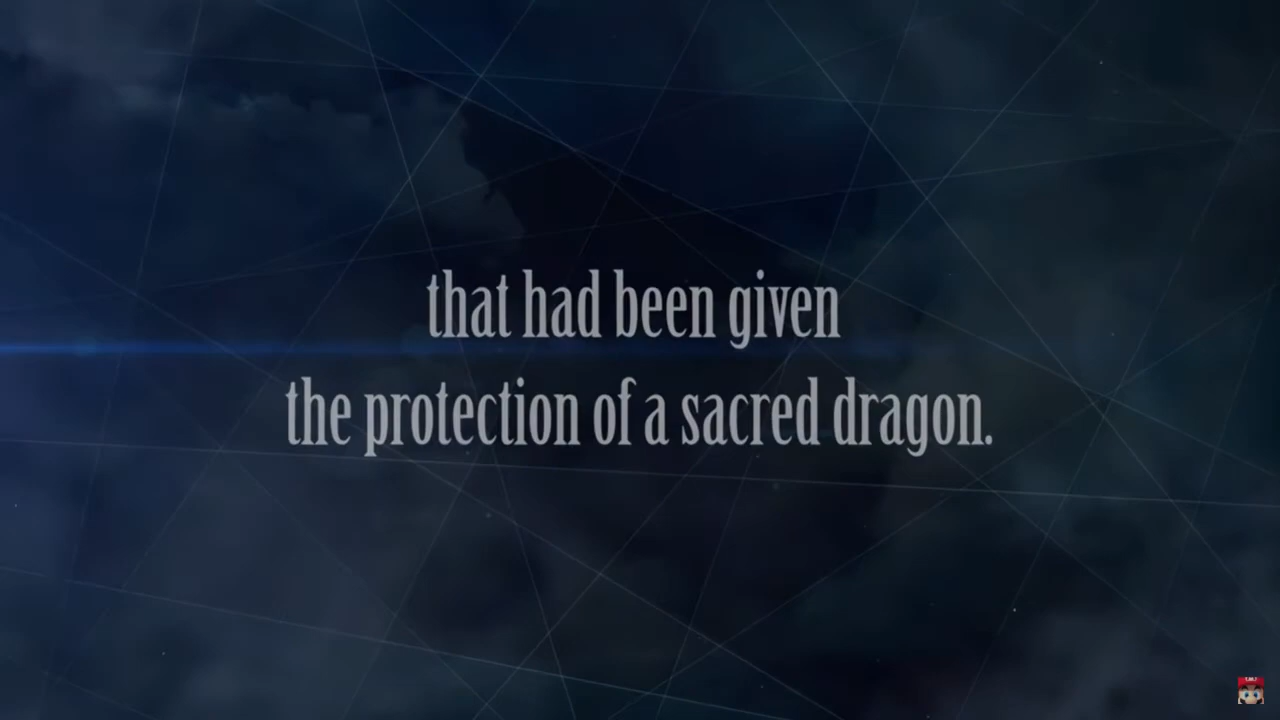 that had been given
the protection of a sacred dragon.